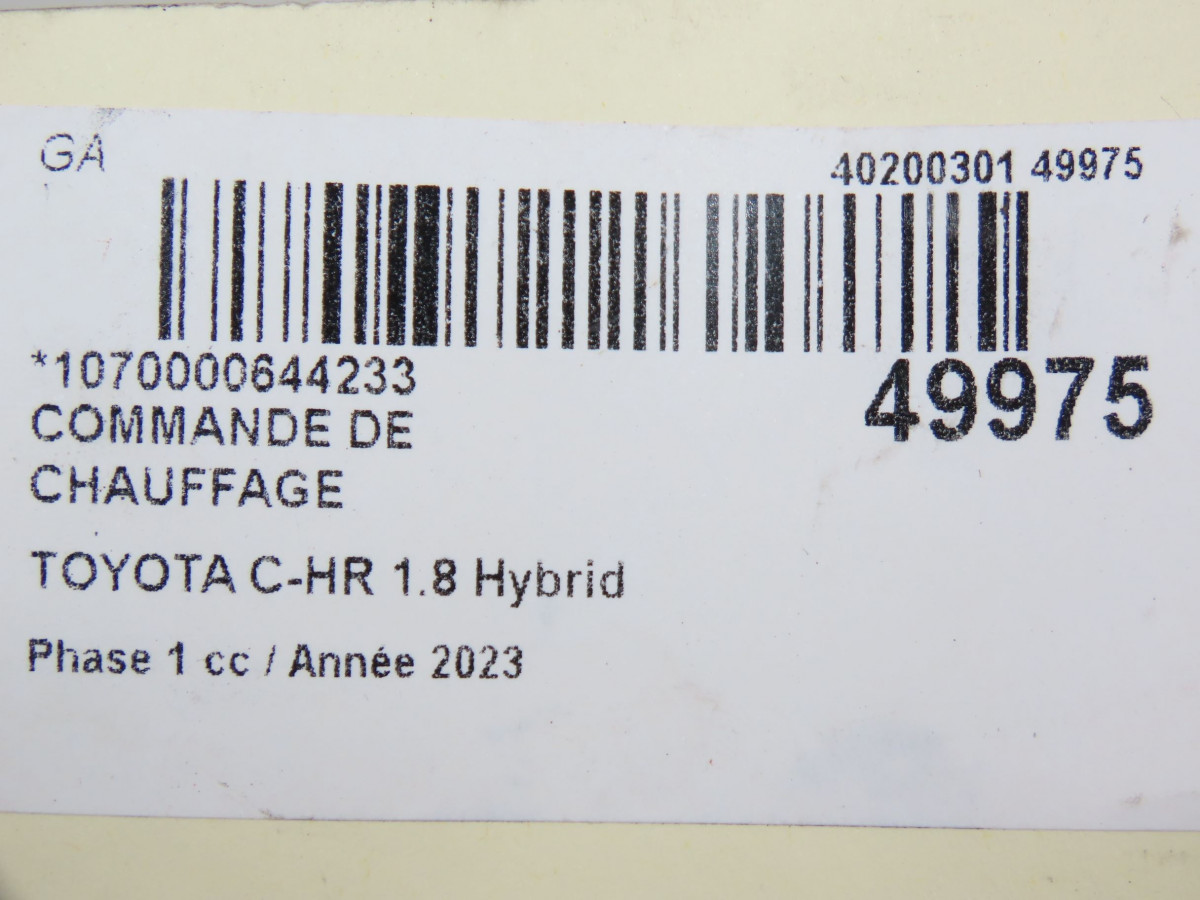 GA
40200301 49975
*1070000644233
49975
COMMANDE DE
CHAUFFAGE
TOYOTA C-HR 1.8 Hybrid
Phase 1 cc / Année 2023